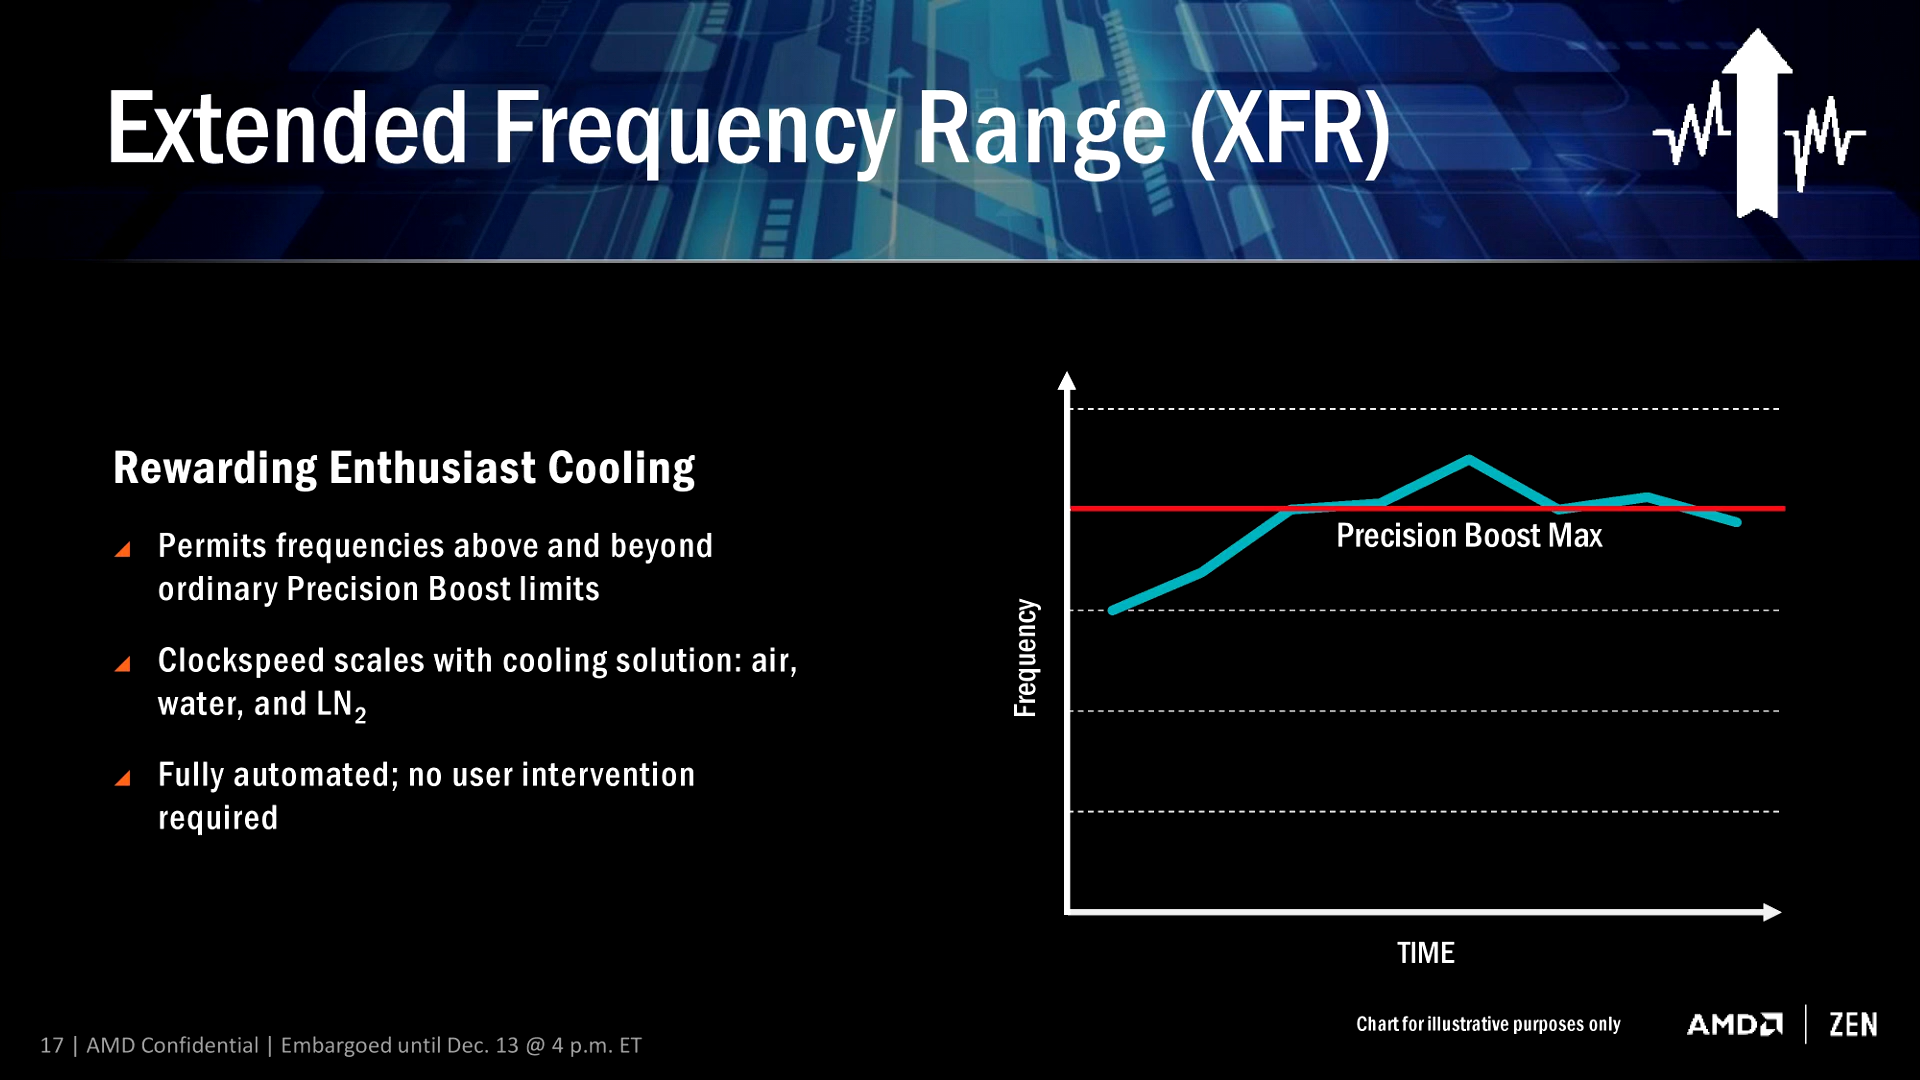 Extended Frequency Range (XFR)
Rewarding Enthusiast Cooling
Permits frequencies above and beyond
ordinary Precision Boost limits
Clockspeed scales with cooling solution: air,
water, and LN₂
Fully automated; no user intervention
required
Precision Boost Max
Frequency
TIME
Chart for illustrative purposes only
AMD | ZEN
17 | AMD Confidential | Embargoed until Dec. 13 @ 4 p.m. ET